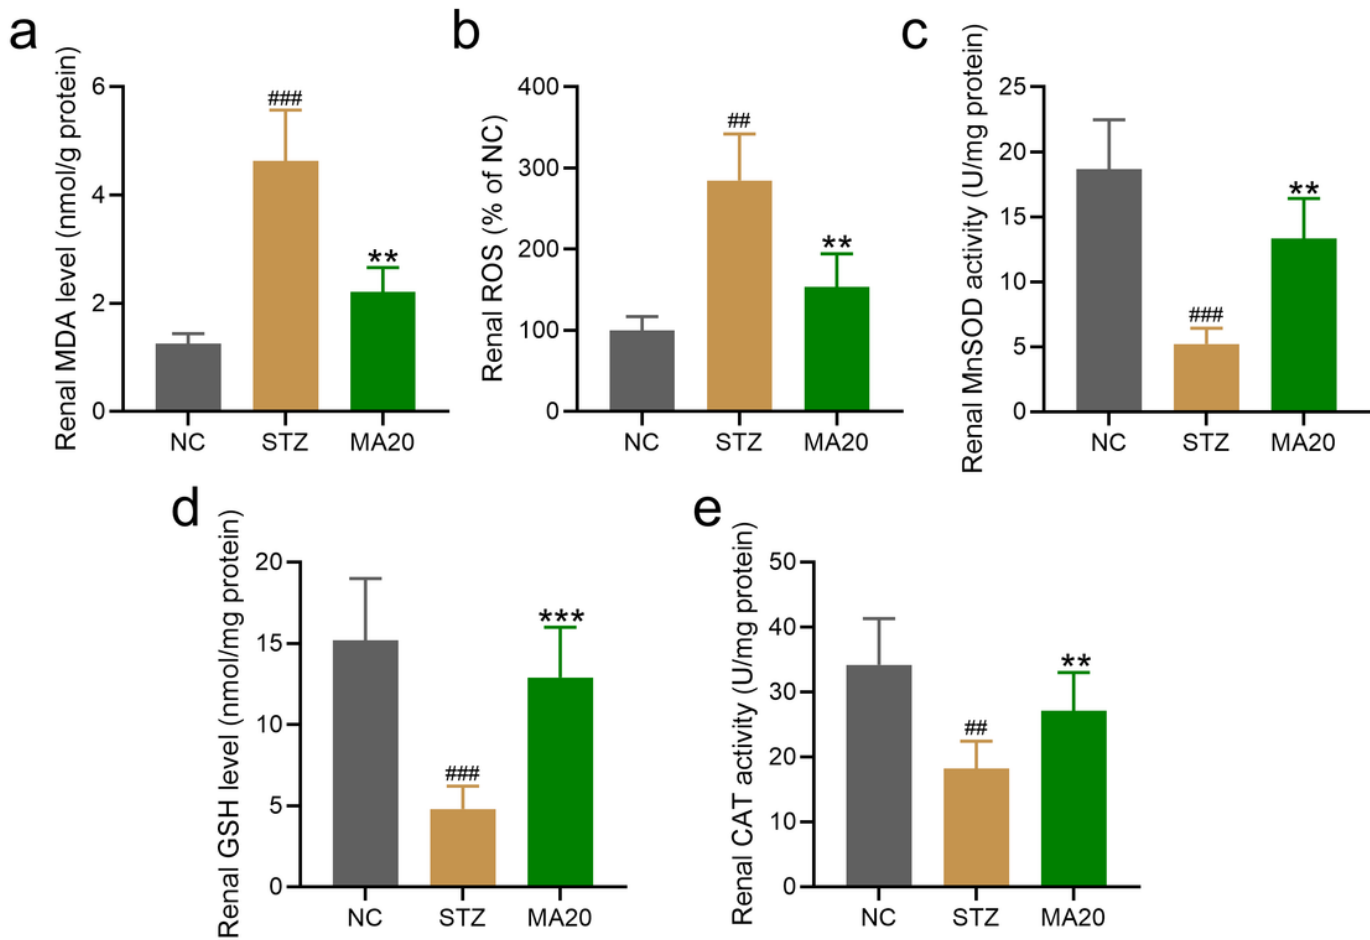 a
Renal MDA level (nmol/g protein)
6
4
2
0
###
**
NC STZ MA20
b
Renal ROS (% of NC)
400
300
200
100
0
##
**
NC STZ MA20
c
Renal MnSOD activity (U/mg protein)
25
20
15
10
5
0
###
**
NC STZ MA20
d
Renal GSH level (nmol/mg protein)
20
15
10
5
0
###
***
NC STZ MA20
e
Renal CAT activity (U/mg protein)
50
40
30
20
10
0
##
**
NC STZ MA20